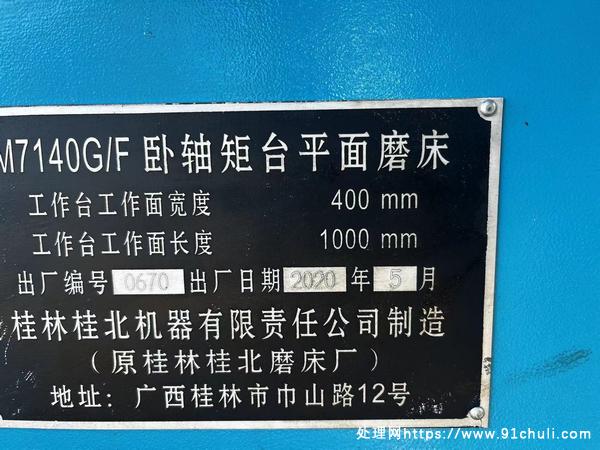 M7140G/F 卧轴矩台平面磨床
工作台工作面宽度 400 mm
工作台工作面长度 1000 mm
出厂编号 0670 出厂日期 2020 年 5 月
桂林桂北机器有限责任公司制造
(原桂林桂北磨床厂)
地址: 广西桂林市巾山路12号
处理网https://www.91chuli.com